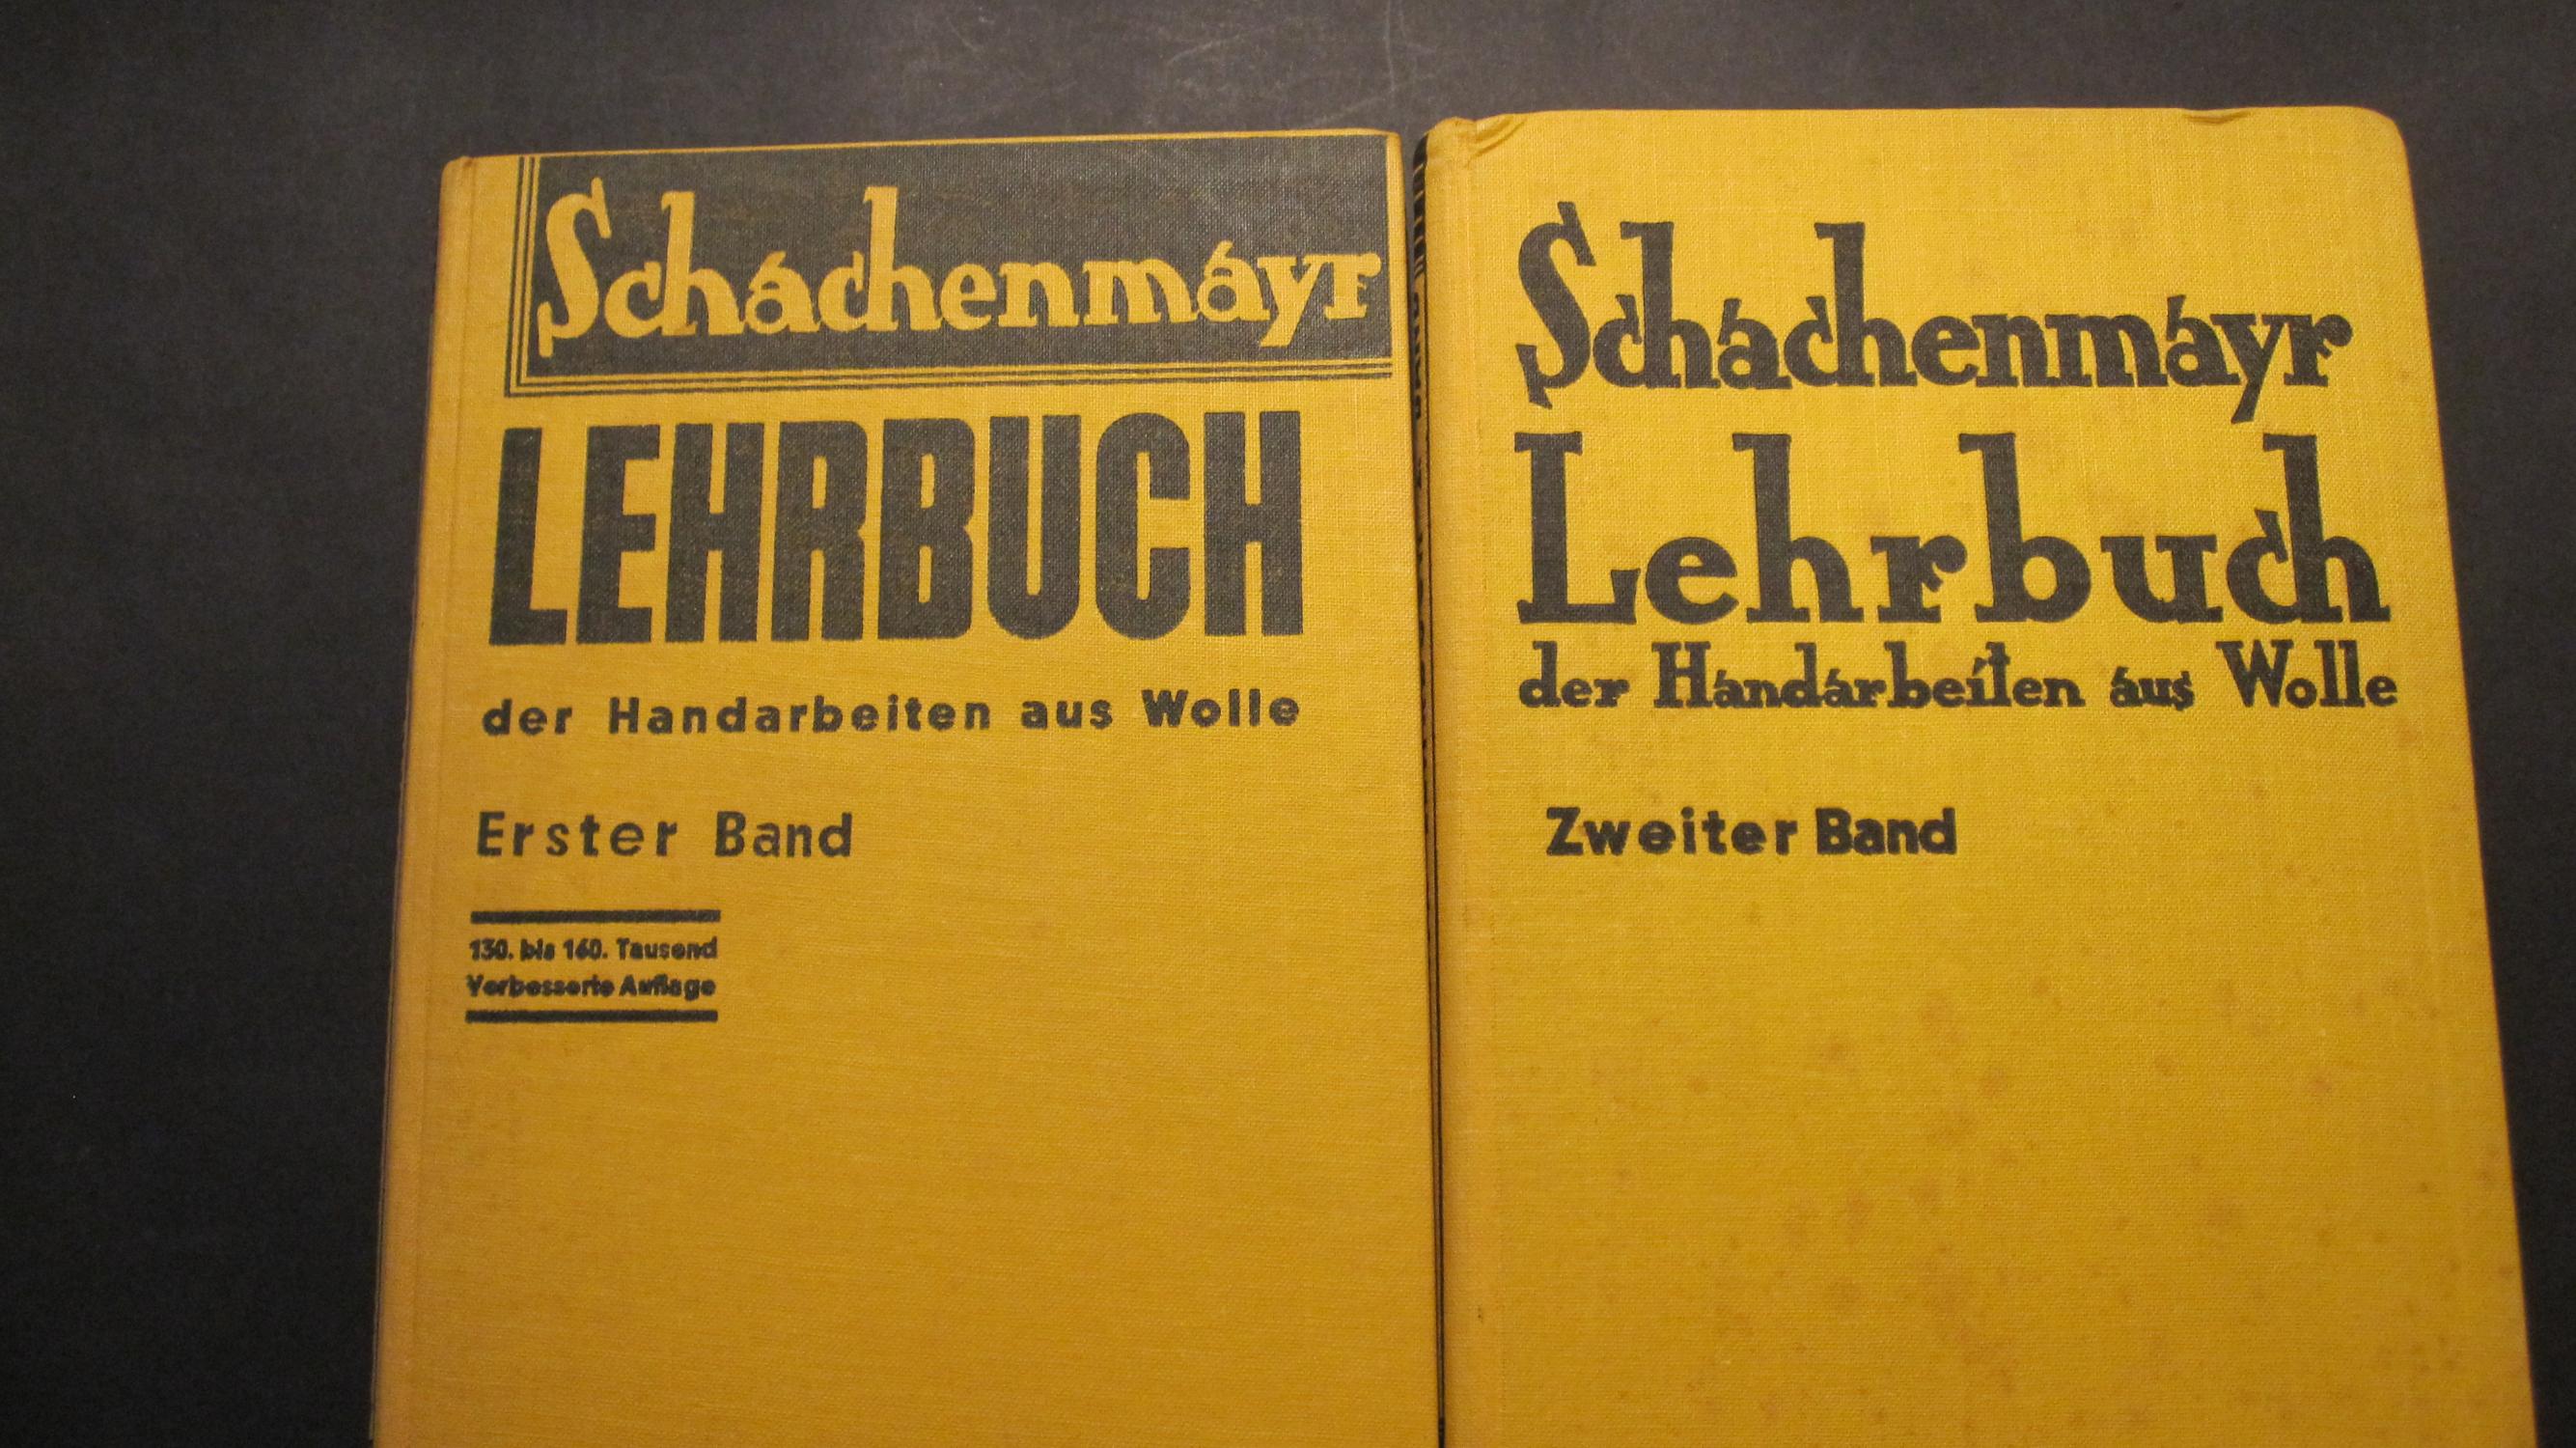 Schachenmayr
LEHRBUCH
der Handarbeiten aus Wolle
Erster Band
130. bis 160. Tausend
Verbesserte Auflage
Schachenmayr
Lehrbuch
der Handarbeiten aus Wolle
Zweiter Band